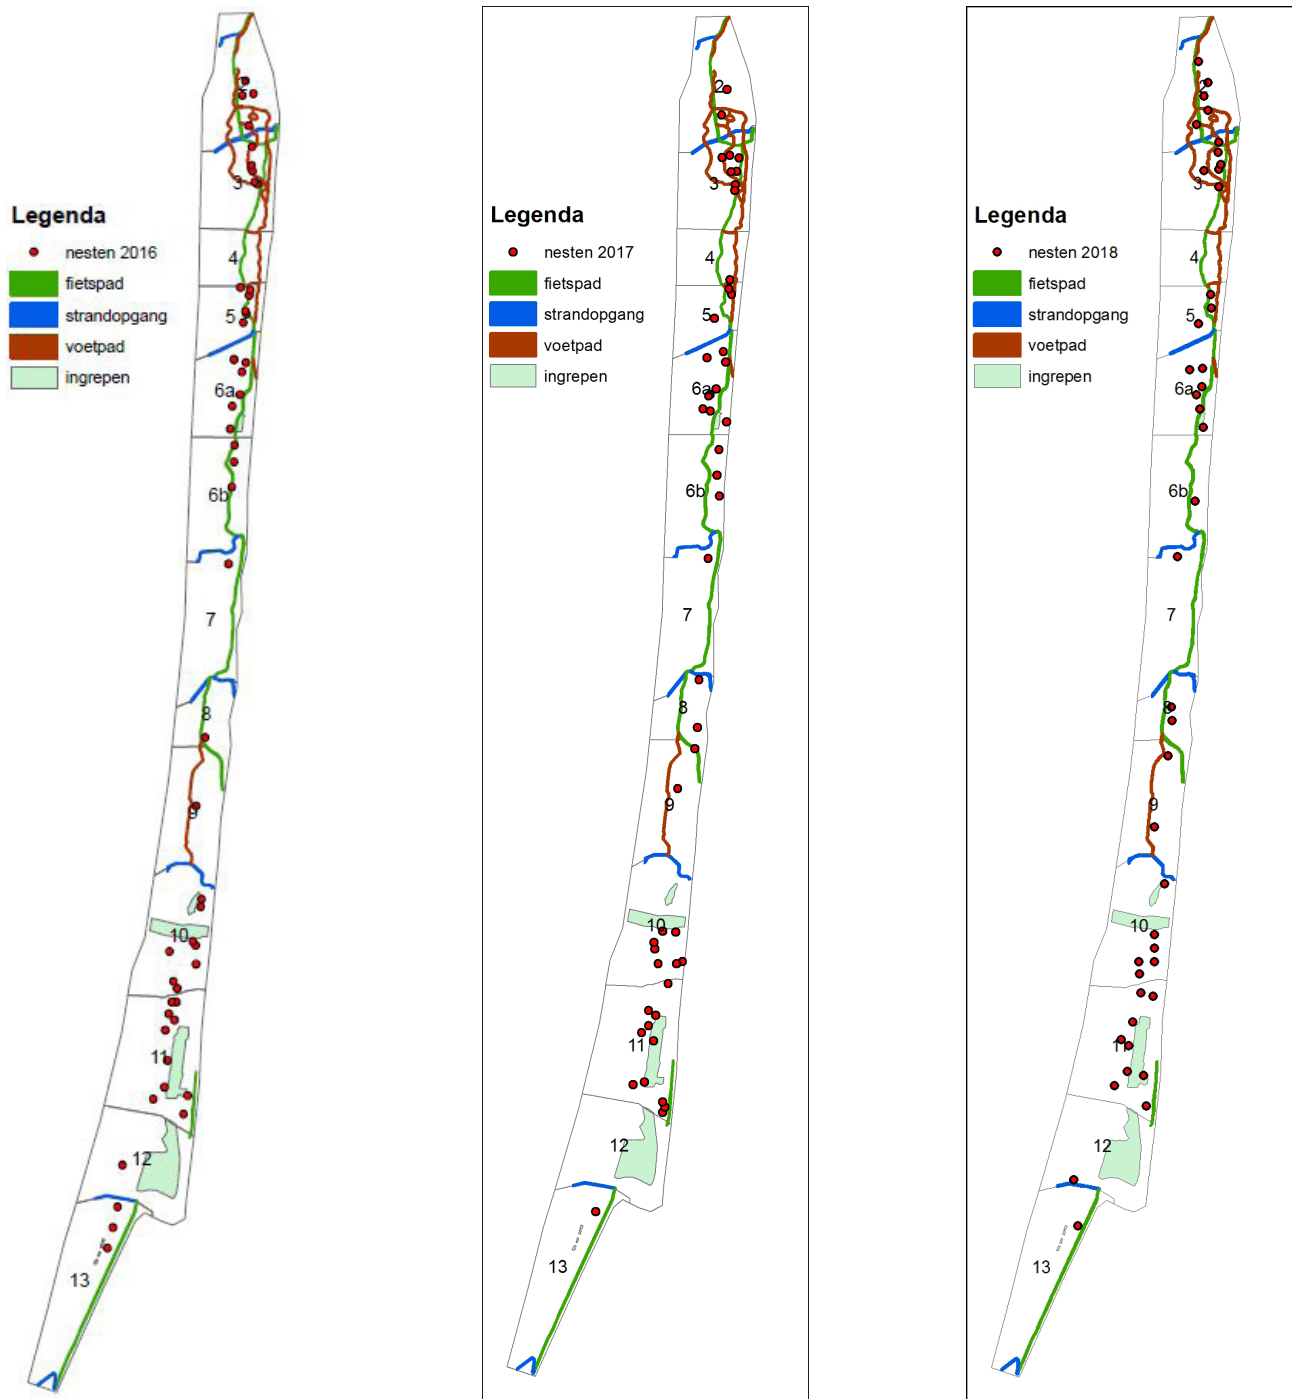 2
3
Legenda
nesten 2016
4
fietspad
strandopgang
5
voetpad
ingrepen
6a
6b
7
8
9
10
11
12
13
2
3
Legenda
nesten 2017
4
fietspad
strandopgang
5
voetpad
ingrepen
6a
6b
7
8
9
10
11
12
13
2
3
Legenda
nesten 2018
4
fietspad
strandopgang
5
voetpad
ingrepen
6a
6b
7
8
9
10
11
12
13